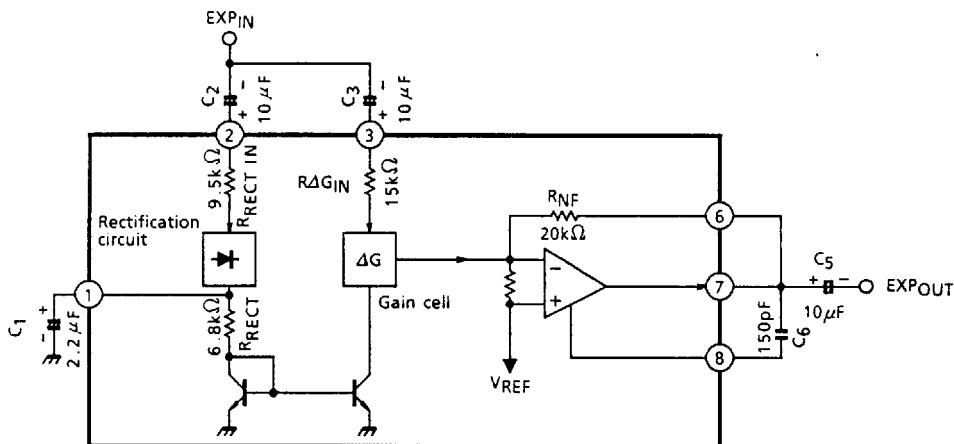 EXPIN
C2
−
+
10 μF
C3
−
+
10 μF
2
3
9.5kΩ
RRECT IN
RΔGIN
15kΩ
RNF
20kΩ
6
Rectification
circuit
ΔG
Gain cell
−
+
7
C5
+ −
10μF
EXPOUT
1
C1
+
−
2.2μF
6.8kΩ
RRECT
150pF
C6
8
VREF